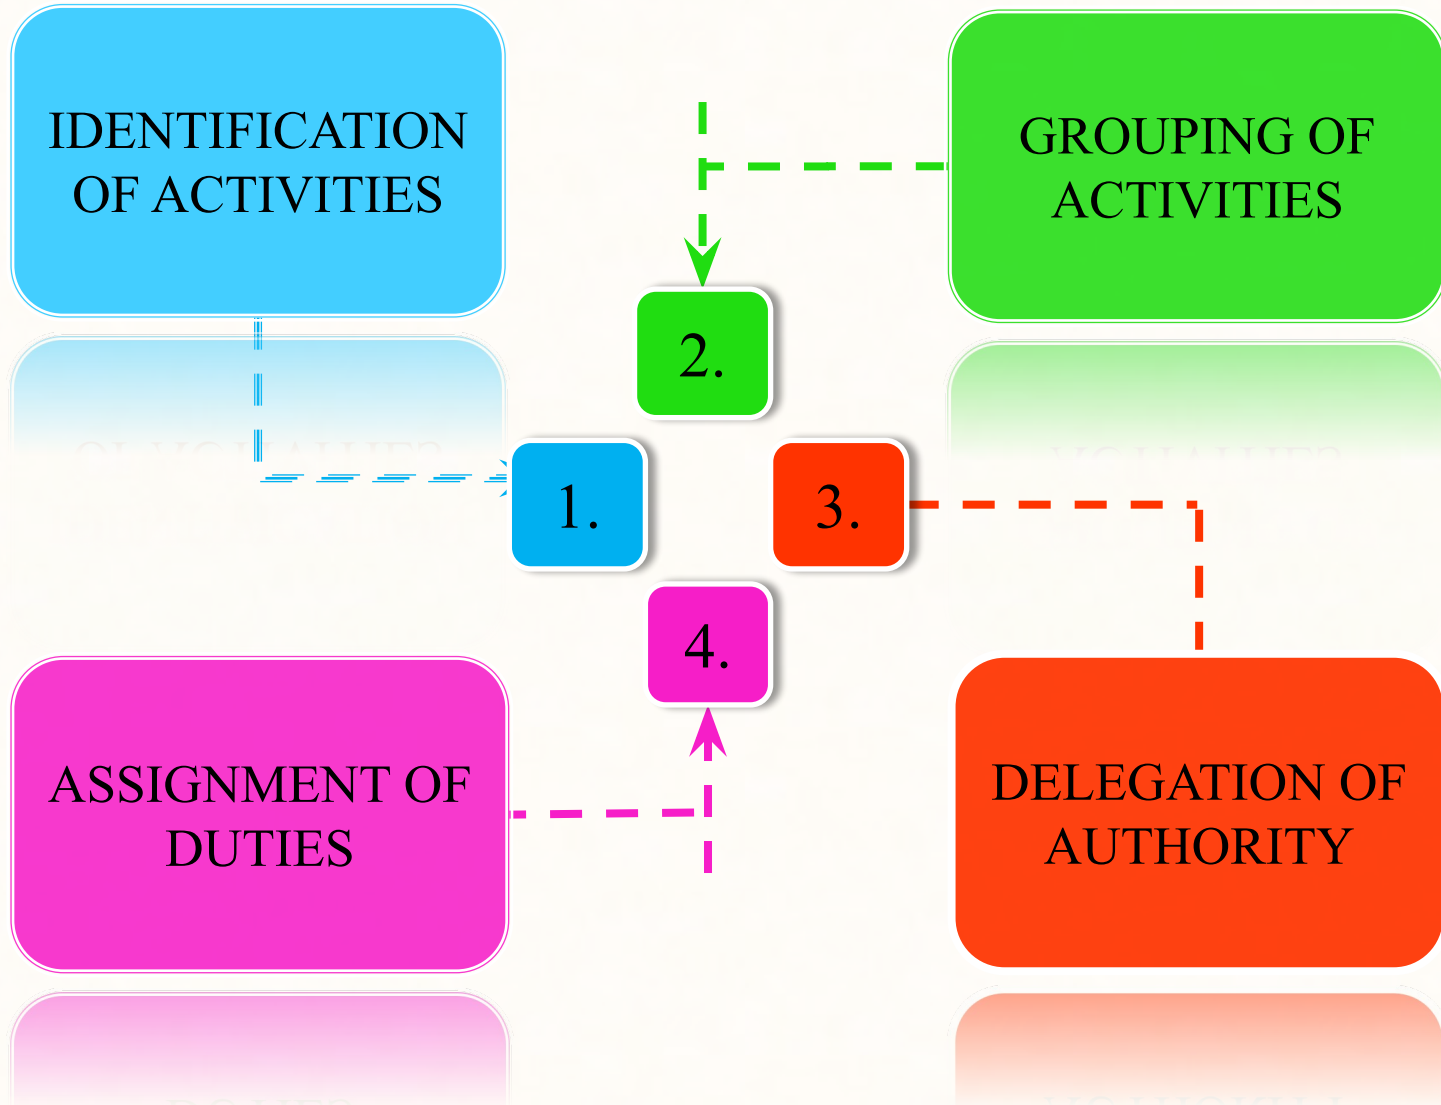 IDENTIFICATION
OF ACTIVITIES
GROUPING OF
ACTIVITIES
2.
1.
3.
4.
ASSIGNMENT OF
DUTIES
DELEGATION OF
AUTHORITY